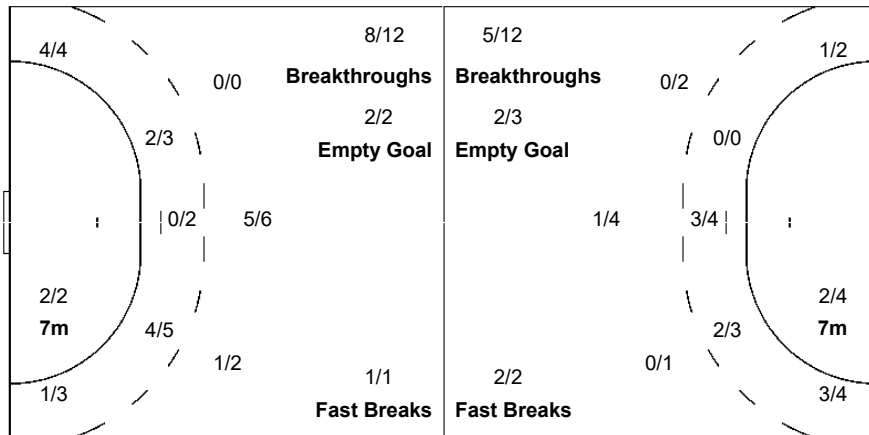 8/12 5/12
4/4 1/2
0/0 Breakthroughs Breakthroughs 0/2
2/2 2/3
2/3 0/0
Empty Goal Empty Goal
0/2 5/6 1/4 3/4
2/2 2/4
7m 4/5 2/3 7m
1/2 0/1
1/1 2/2
1/3 3/4
Fast Breaks Fast Breaks